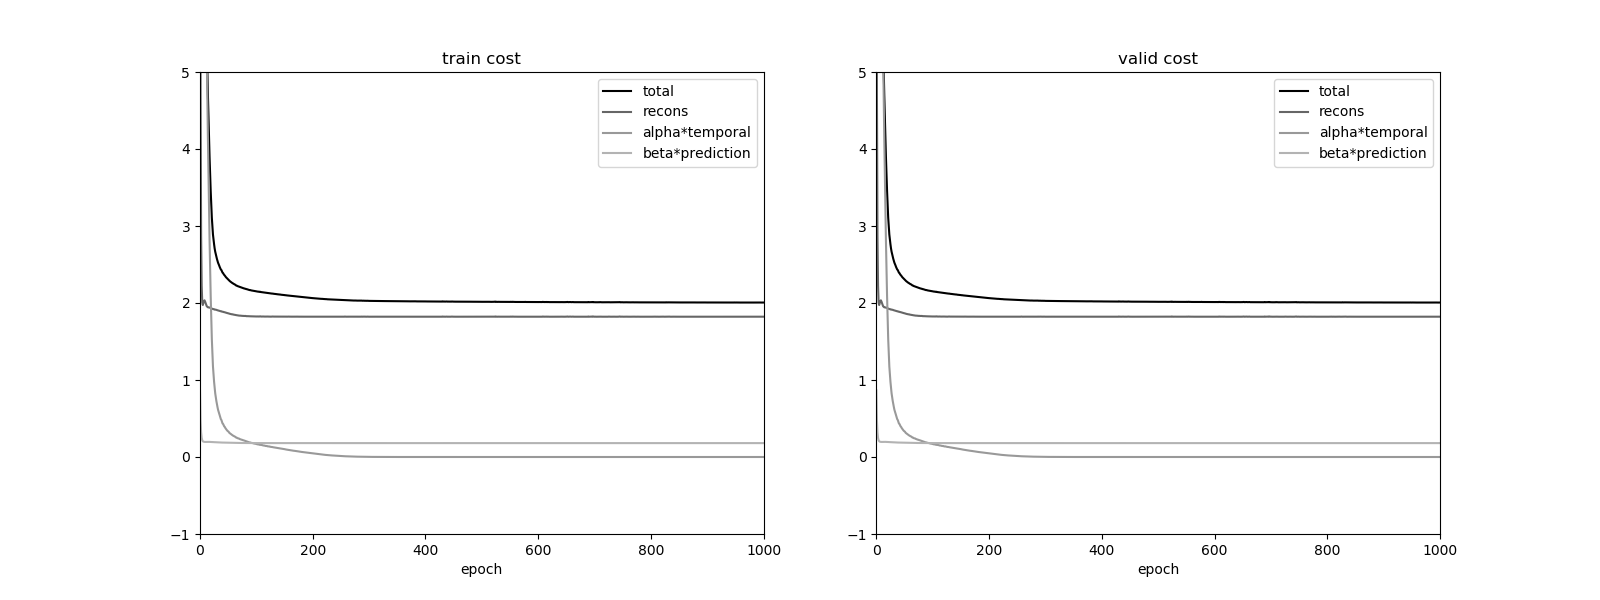 train cost
5
4
3
2
1
0
−1
0 200 400 600 800 1000
epoch
total
recons
alpha*temporal
beta*prediction
valid cost
5
4
3
2
1
0
−1
0 200 400 600 800 1000
epoch
total
recons
alpha*temporal
beta*prediction